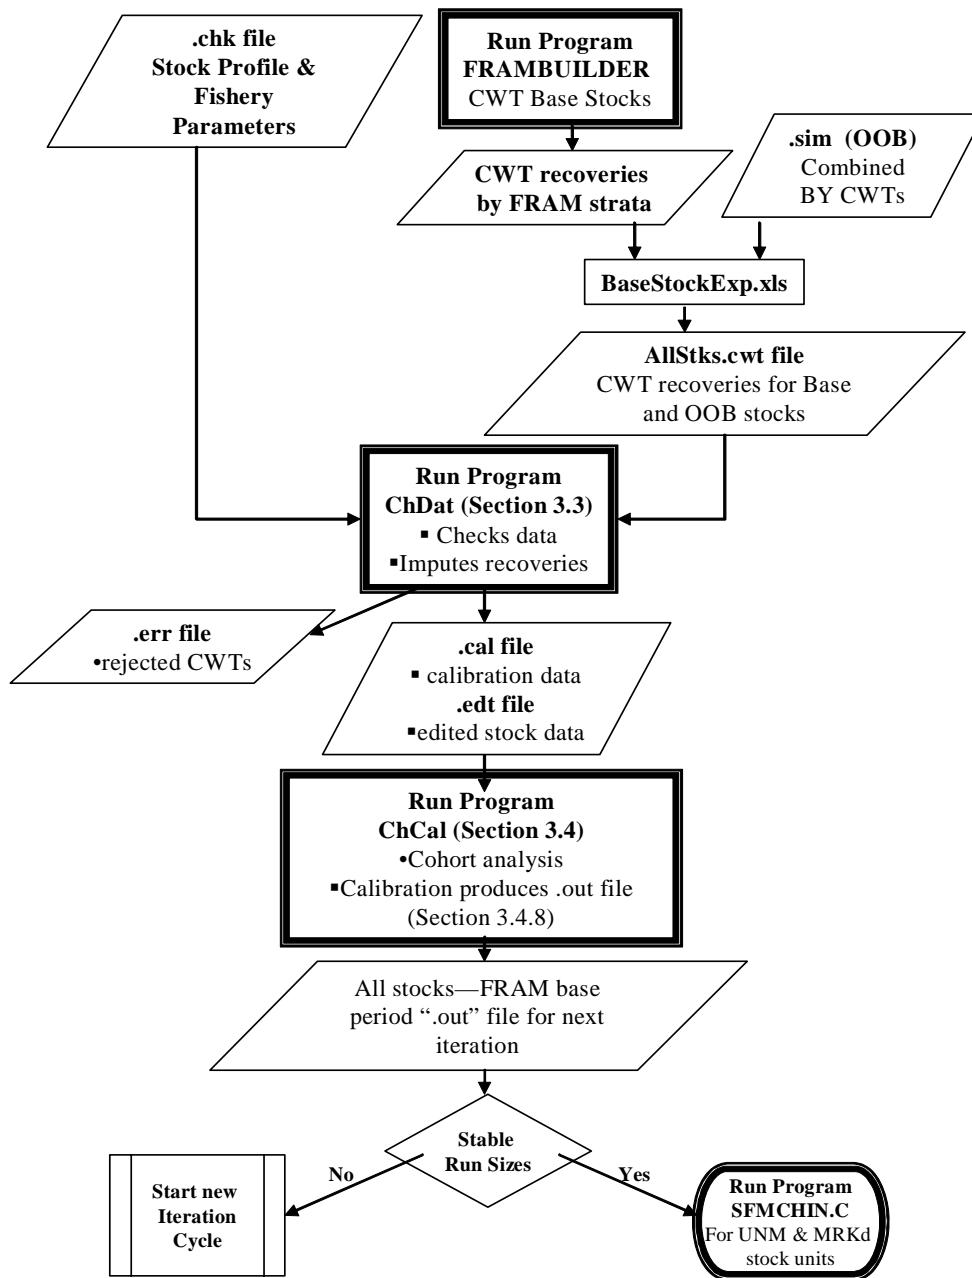 .chk file
Stock Profile &
Fishery
Parameters
Run Program
FRAMBUILDER
CWT Base Stocks
.sim (OOB)
Combined
BY CWTs
CWT recoveries
by FRAM strata
BaseStockExp.xls
AllStks.cwt file
CWT recoveries for Base
and OOB stocks
Run Program
ChDat (Section 3.3)
▪ Checks data
▪Imputes recoveries
.err file
•rejected CWTs
.cal file
▪ calibration data
.edt file
▪edited stock data
Run Program
ChCal (Section 3.4)
•Cohort analysis
▪Calibration produces .out file
(Section 3.4.8)
All stocks—FRAM base
period “.out” file for next
iteration
Stable
Run Sizes
No
Yes
Start new
Iteration
Cycle
Run Program
SFMCHIN.C
For UNM & MRKd
stock units